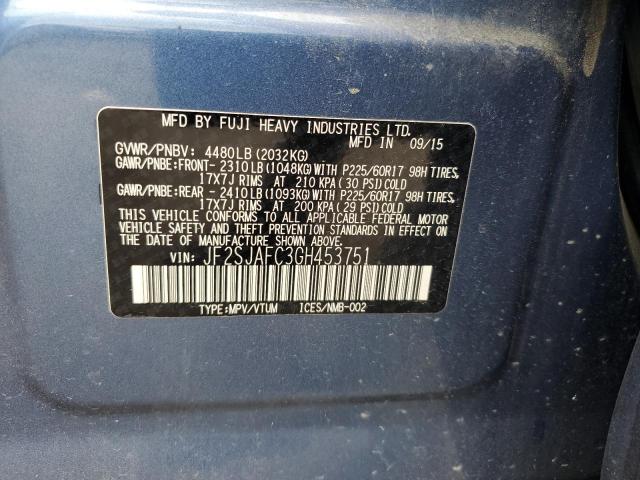 MFD BY FUJI HEAVY INDUSTRIES LTD.
MFD IN 09/15
GVWR/PNBV: 4480LB (2032KG)
GAWR/PNBE:FRONT- 2310LB(1048KG)WITH P225/60R17 98H TIRES,
17X7J RIMS AT 210 KPA ( 30 PSI) COLD
GAWR/PNBE:REAR - 2410LB(1093KG)WITH P225/60R17 98H TIRES,
17X7J RIMS AT 200 KPA ( 29 PSI) COLD
THIS VEHICLE CONFORMS TO ALL APPLICABLE FEDERAL MOTOR
VEHICLE SAFETY AND THEFT PREVENTION STANDARDS
IN EFFECT ON THE DATE OF MANUFACTURE SHOWN ABOVE.
VIN: JF2SJAFC3GH453751
TYPE:MPV/VTUM ICES/NMB-002